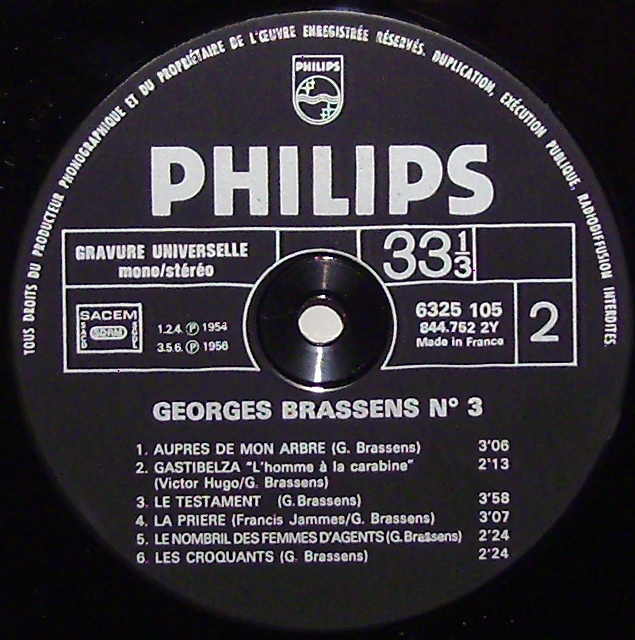 TOUS DROITS DU PRODUCTEUR PHONOGRAPHIQUE ET DU PROPRIÉTAIRE DE L'ŒUVRE ENREGISTRÉE RÉSERVÉS. DUPLICATION, EXÉCUTION PUBLIQUE, RADIODIFFUSION INTERDITES.
PHILIPS
PHILIPS
GRAVURE UNIVERSELLE
mono/stéréo
33 1/3
SACEM
1.2.4. Ⓟ 1954
3.5.6. Ⓟ 1956
6325 105
844.752 2Y
Made in France
2
GEORGES BRASSENS N° 3
1. AUPRES DE MON ARBRE (G. Brassens) 3'06
2. GASTIBELZA "L'homme à la carabine" 2'13
(Victor Hugo/G. Brassens)
3. LE TESTAMENT (G. Brassens) 3'58
4. LA PRIERE (Francis Jammes/G. Brassens) 3'07
5. LE NOMBRIL DES FEMMES D'AGENTS (G. Brassens) 2'24
6. LES CROQUANTS (G. Brassens) 2'24